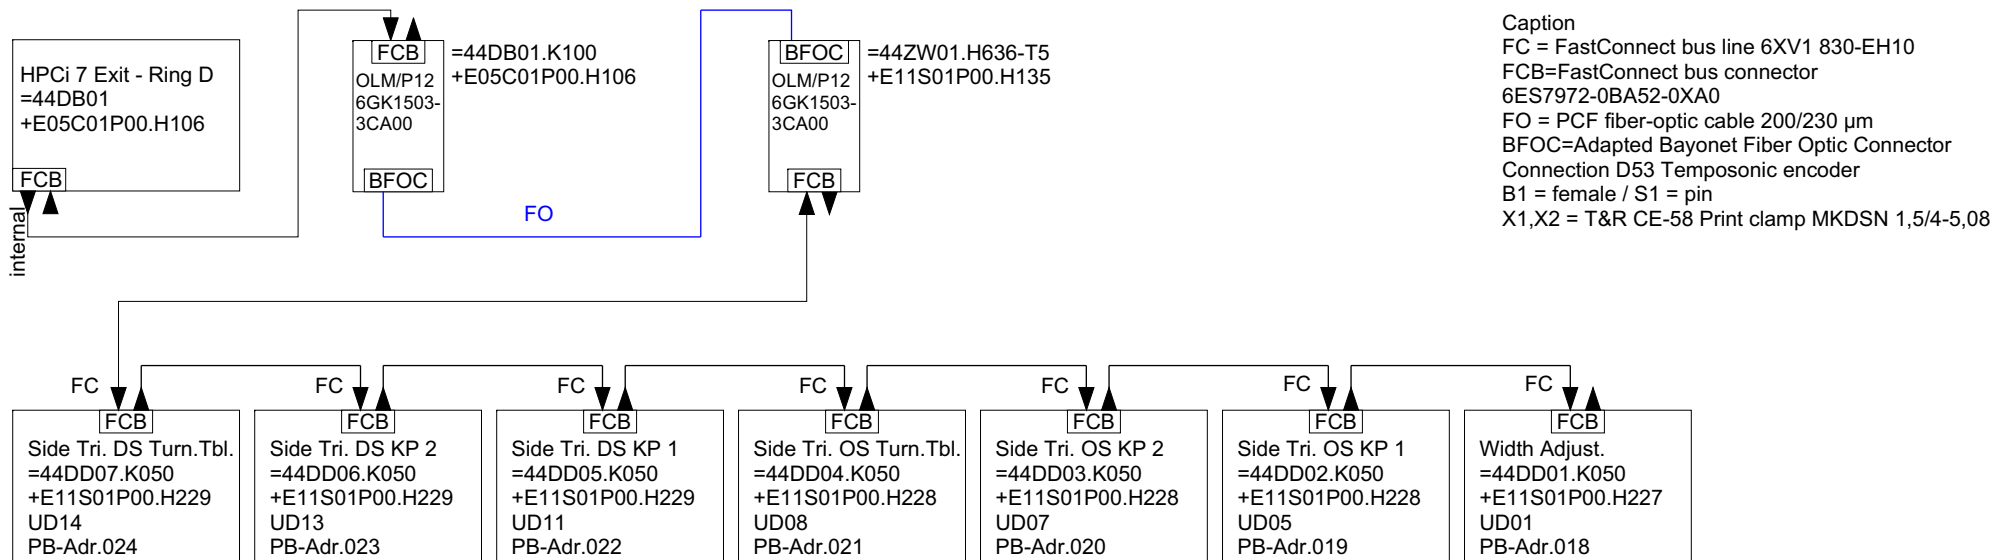 HPCi 7 Exit - Ring D
=44DB01
+E05C01P00.H106
FCB
internal
FCB
OLM/P12
6GK1503-
3CA00
BFOC
=44DB01.K100
+E05C01P00.H106
FO
BFOC
OLM/P12
6GK1503-
3CA00
FCB
=44ZW01.H636-T5
+E11S01P00.H135
Caption
FC = FastConnect bus line 6XV1 830-EH10
FCB=FastConnect bus connector
6ES7972-0BA52-0XA0
FO = PCF fiber-optic cable 200/230 µm
BFOC=Adapted Bayonet Fiber Optic Connector
Connection D53 Temposonic encoder
B1 = female / S1 = pin
X1,X2 = T&R CE-58 Print clamp MKDSN 1,5/4-5,08
FC
FCB
Side Tri. DS Turn.Tbl.
=44DD07.K050
+E11S01P00.H229
UD14
PB-Adr.024
FC
FCB
Side Tri. DS KP 2
=44DD06.K050
+E11S01P00.H229
UD13
PB-Adr.023
FC
FCB
Side Tri. DS KP 1
=44DD05.K050
+E11S01P00.H229
UD11
PB-Adr.022
FC
FCB
Side Tri. OS Turn.Tbl.
=44DD04.K050
+E11S01P00.H228
UD08
PB-Adr.021
FC
FCB
Side Tri. OS KP 2
=44DD03.K050
+E11S01P00.H228
UD07
PB-Adr.020
FC
FCB
Side Tri. OS KP 1
=44DD02.K050
+E11S01P00.H228
UD05
PB-Adr.019
FC
FCB
Width Adjust.
=44DD01.K050
+E11S01P00.H227
UD01
PB-Adr.018